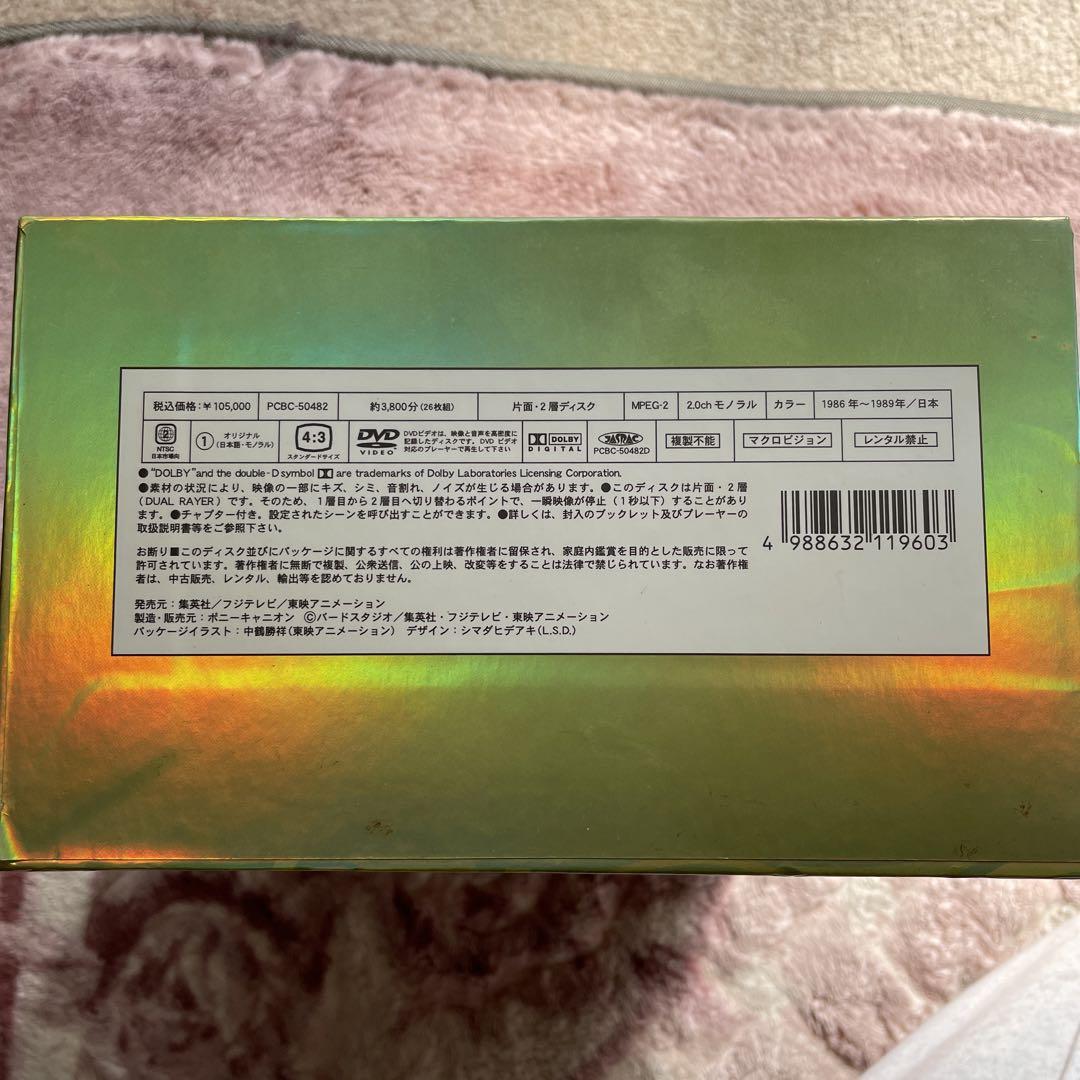 税込価格:¥105,000 PCBC-50482 約3,800分(26枚組) 片面・2層ディスク MPEG-2 2.0chモノラル カラー 1986年～1989年/日本
2 NTSC 日本市場向 ① オリジナル (日本語・モノラル) 4:3 スタンダードサイズ DVD VIDEO DVDビデオは、映像と音声を高密度に記録したディスクです。DVDビデオ対応のプレーヤーで再生して下さい DOLBY DIGITAL JASRAC PCBC-50482D 複製不能 マクロビジョン レンタル禁止
●“DOLBY”and the double-D symbol are trademarks of Dolby Laboratories Licensing Corporation.
●素材の状況により、映像の一部にキズ、シミ、音割れ、ノイズが生じる場合があります。●このディスクは片面・2層
(DUAL RAYER)です。そのため、1層目から2層目へ切り替わるポイントで、一瞬映像が停止(1秒以下)することがあり
ます。●チャプター付き。設定されたシーンを呼び出すことができます。●詳しくは、封入のブックレット及びプレーヤーの
取扱説明書等をご参照下さい。
4 988632 119603
お断り■このディスク並びにパッケージに関するすべての権利は著作権者に留保され、家庭内鑑賞を目的とした販売に限って
許可されています。著作権者に無断で複製、公衆送信、公の上映、改変等をすることは法律で禁じられています。なお著作権
者は、中古販売、レンタル、輸出等を認めておりません。
発売元:集英社/フジテレビ/東映アニメーション
製造・販売元:ポニーキャニオン ©バードスタジオ/集英社・フジテレビ・東映アニメーション
パッケージイラスト:中鶴勝祥(東映アニメーション) デザイン:シマダヒデアキ(L.S.D.)